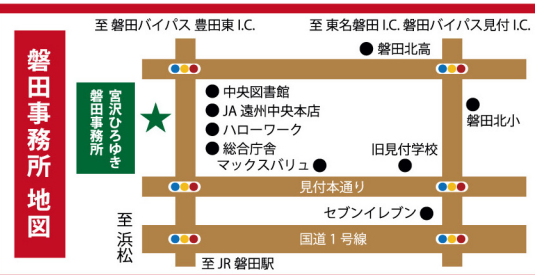 至 磐田バイパス 豊田東 I.C.
至 東名磐田 I.C. 磐田バイパス見付 I.C.
磐田事務所 地図
宮沢ひろゆき
磐田事務所
磐田北高
中央図書館
JA 遠州中央本店
ハローワーク
総合庁舎
マックスバリュ
旧見付学校
磐田北小
見付本通り
セブンイレブン
至 浜松
国道 1 号線
至 JR 磐田駅